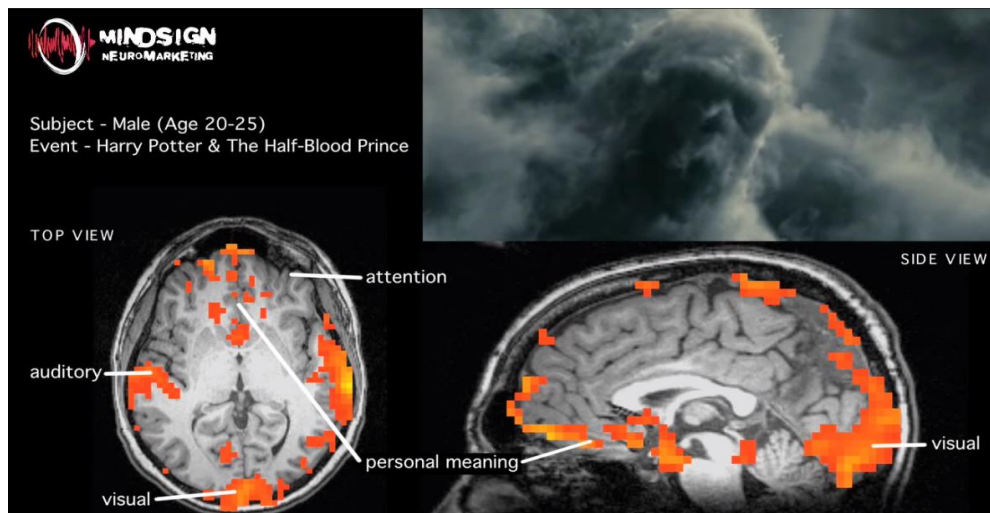 MINDSIGN
NEUROMARKETING
Subject - Male (Age 20-25)
Event - Harry Potter & The Half-Blood Prince
TOP VIEW
SIDE VIEW
attention
auditory
personal meaning
visual
visual